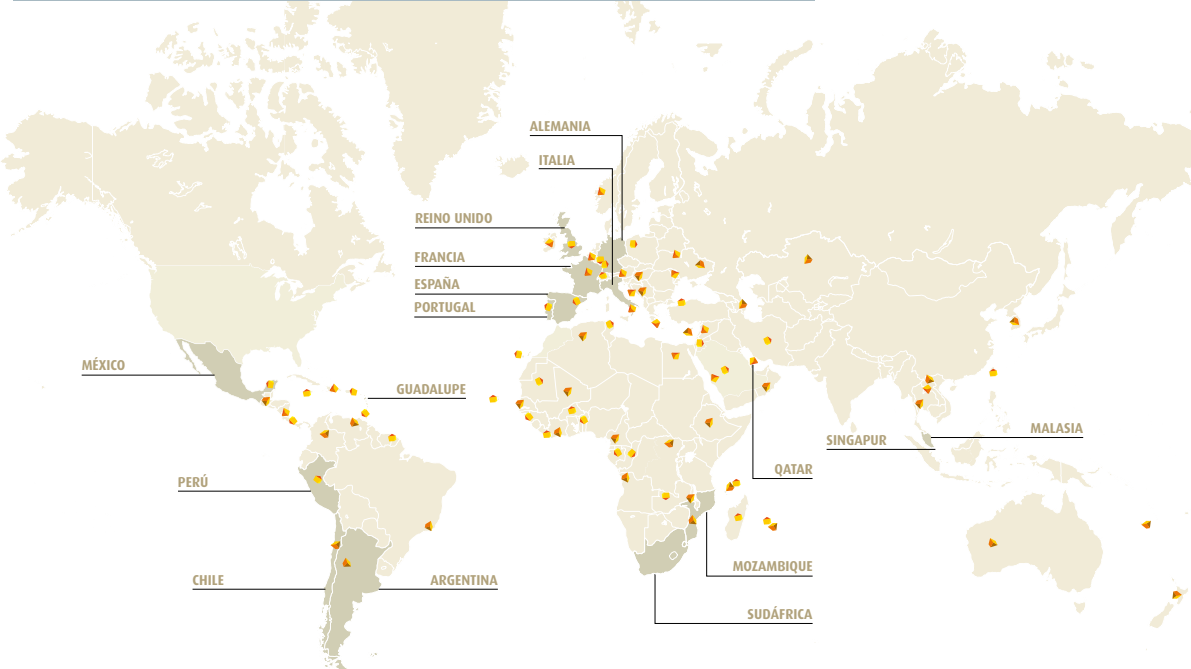 ALEMANIA
ITALIA
REINO UNIDO
FRANCIA
ESPAÑA
PORTUGAL
MÉXICO
GUADALUPE
MALASIA
SINGAPUR
QATAR
PERÚ
MOZAMBIQUE
CHILE
ARGENTINA
SUDÁFRICA